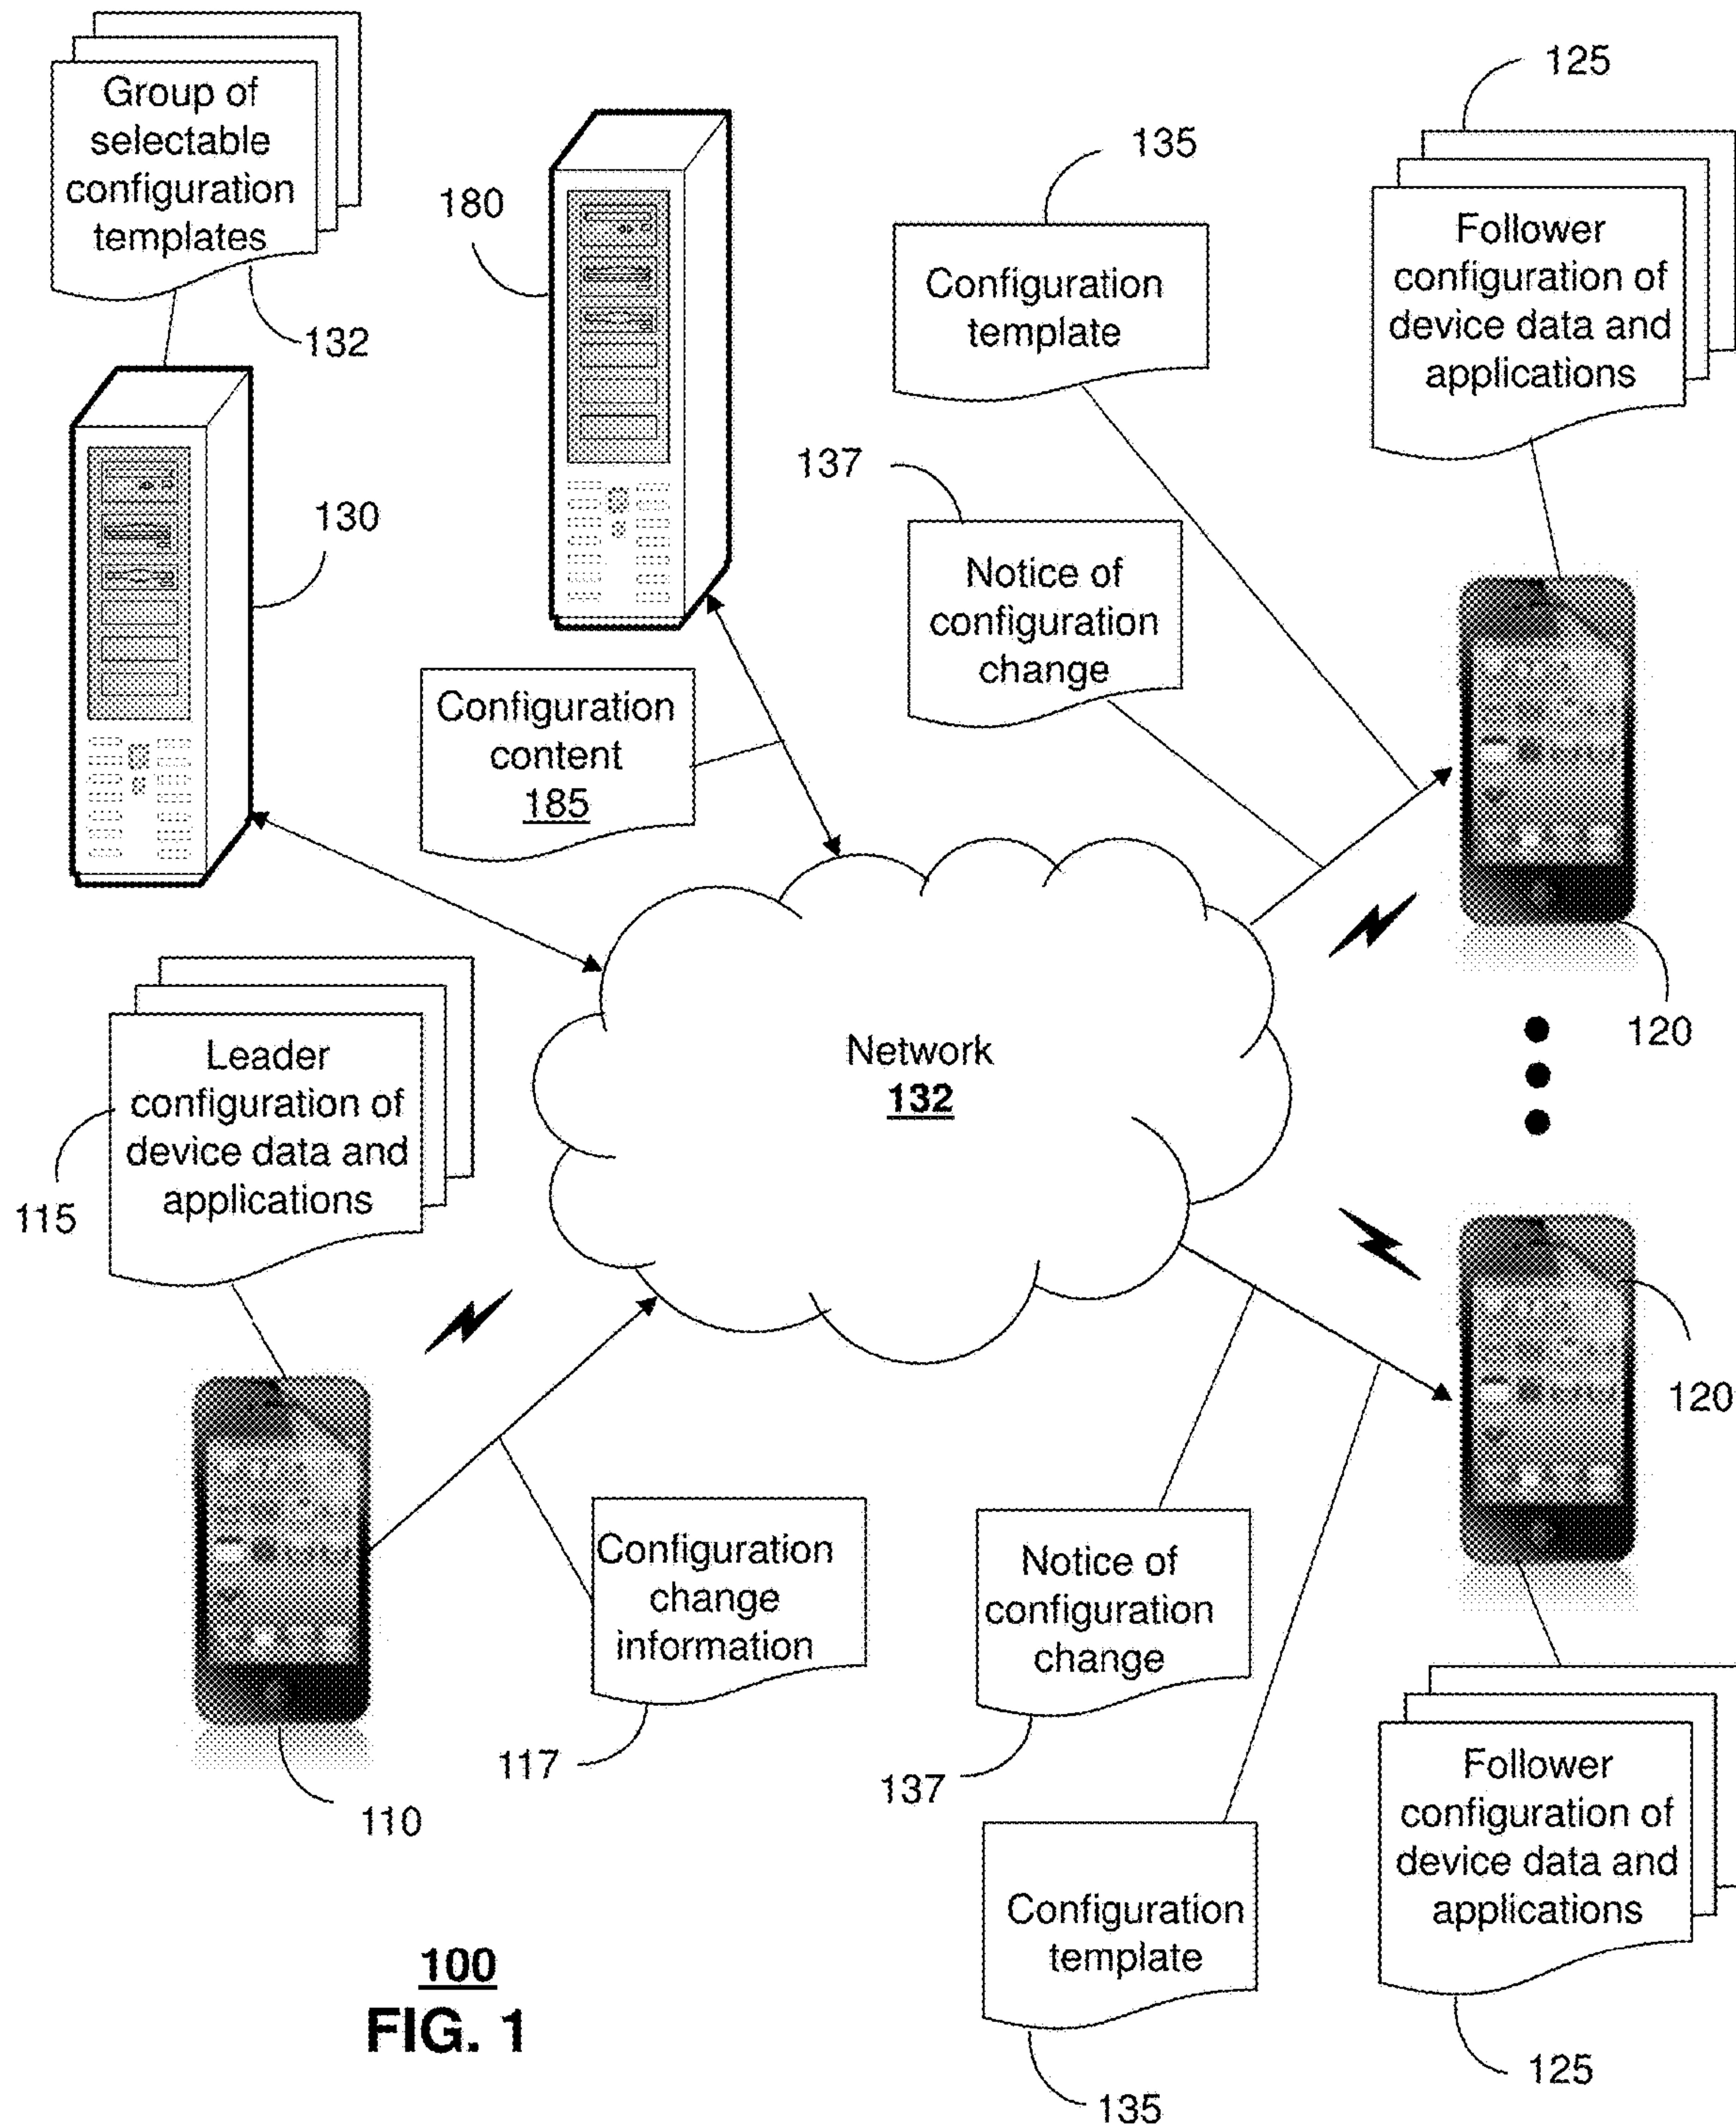 Group of
selectable
configuration
templates
132
125
135
180
Follower
configuration of
device data and
applications
Configuration
template
137
130
Notice of
configuration
change
Configuration
content
185
120
Network
132
Leader
configuration of
device data and
applications
115
120
Configuration
change
information
Notice of
configuration
change
117
137
110
Follower
configuration of
device data and
applications
Configuration
template
100
FIG. 1
125
135